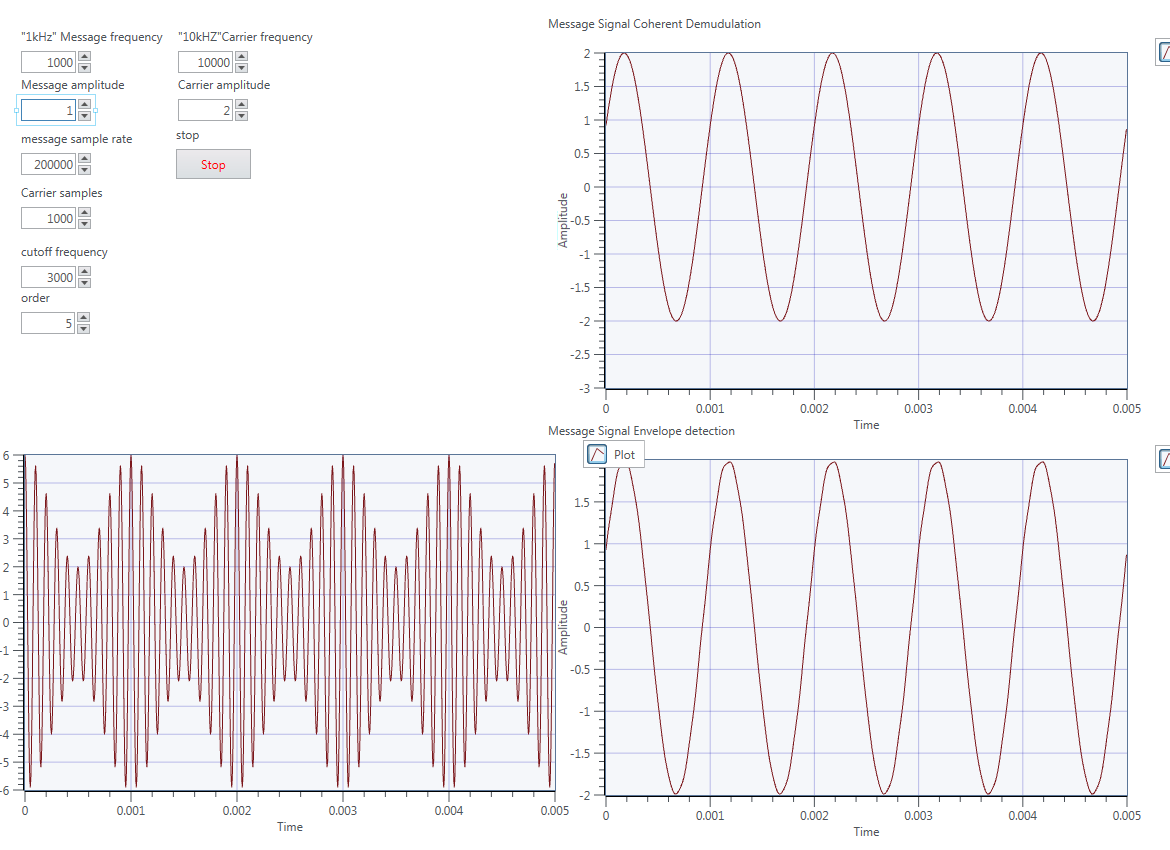 "1kHz" Message frequency
"10kHZ"Carrier frequency
1000
10000
Message amplitude
Carrier amplitude
1
2
message sample rate
stop
200000
Stop
Carrier samples
1000
cutoff frequency
3000
order
5
Message Signal Coherent Demudulation
2
1.5
1
0.5
0
-0.5
-1
-1.5
-2
-2.5
-3
Amplitude
0 0.001 0.002 0.003 0.004 0.005
Time
6
5
4
3
2
1
0
-1
-2
-3
-4
-5
-6
0 0.001 0.002 0.003 0.004 0.005
Time
Message Signal Envelope detection
Plot
1.5
1
0.5
0
-0.5
-1
-1.5
-2
Amplitude
0 0.001 0.002 0.003 0.004 0.005
Time